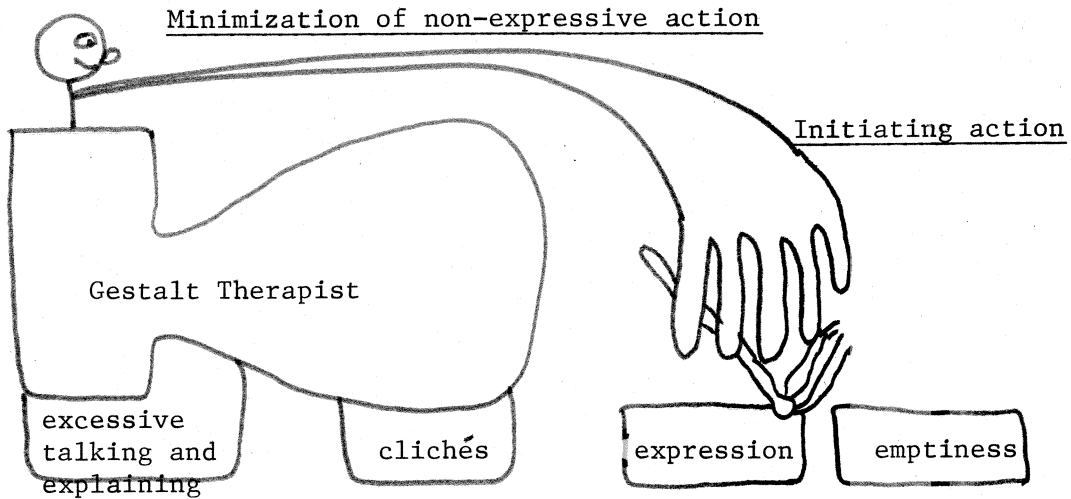 Minimization of non-expressive action
Initiating action
Gestalt Therapist
excessive
talking and
explaining
clichés
expression
emptiness